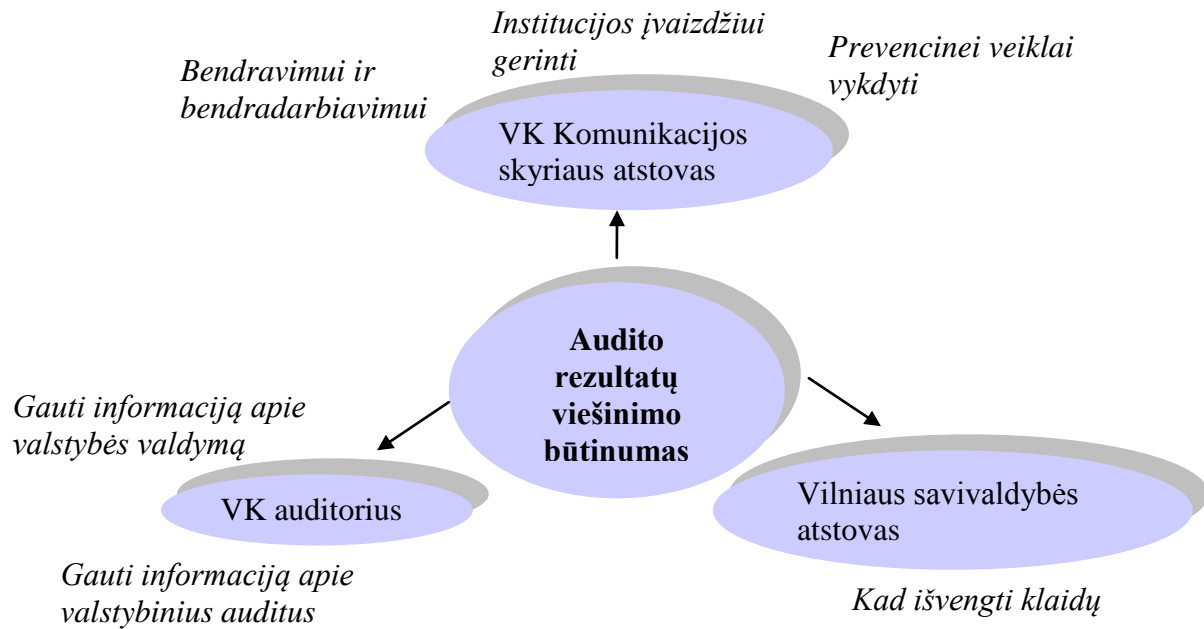 Institucijos įvaizdžiui
gerinti
Prevencinei veiklai
vykdyti
Bendravimui ir
bendradarbiavimui
VK Komunikacijos
skyriaus atstovas
Audito
rezultatų
viešinimo
būtinumas
Gauti informaciją apie
valstybės valdymą
VK auditorius
Gauti informaciją apie
valstybinius auditus
Vilniaus savivaldybės
atstovas
Kad išvengti klaidų